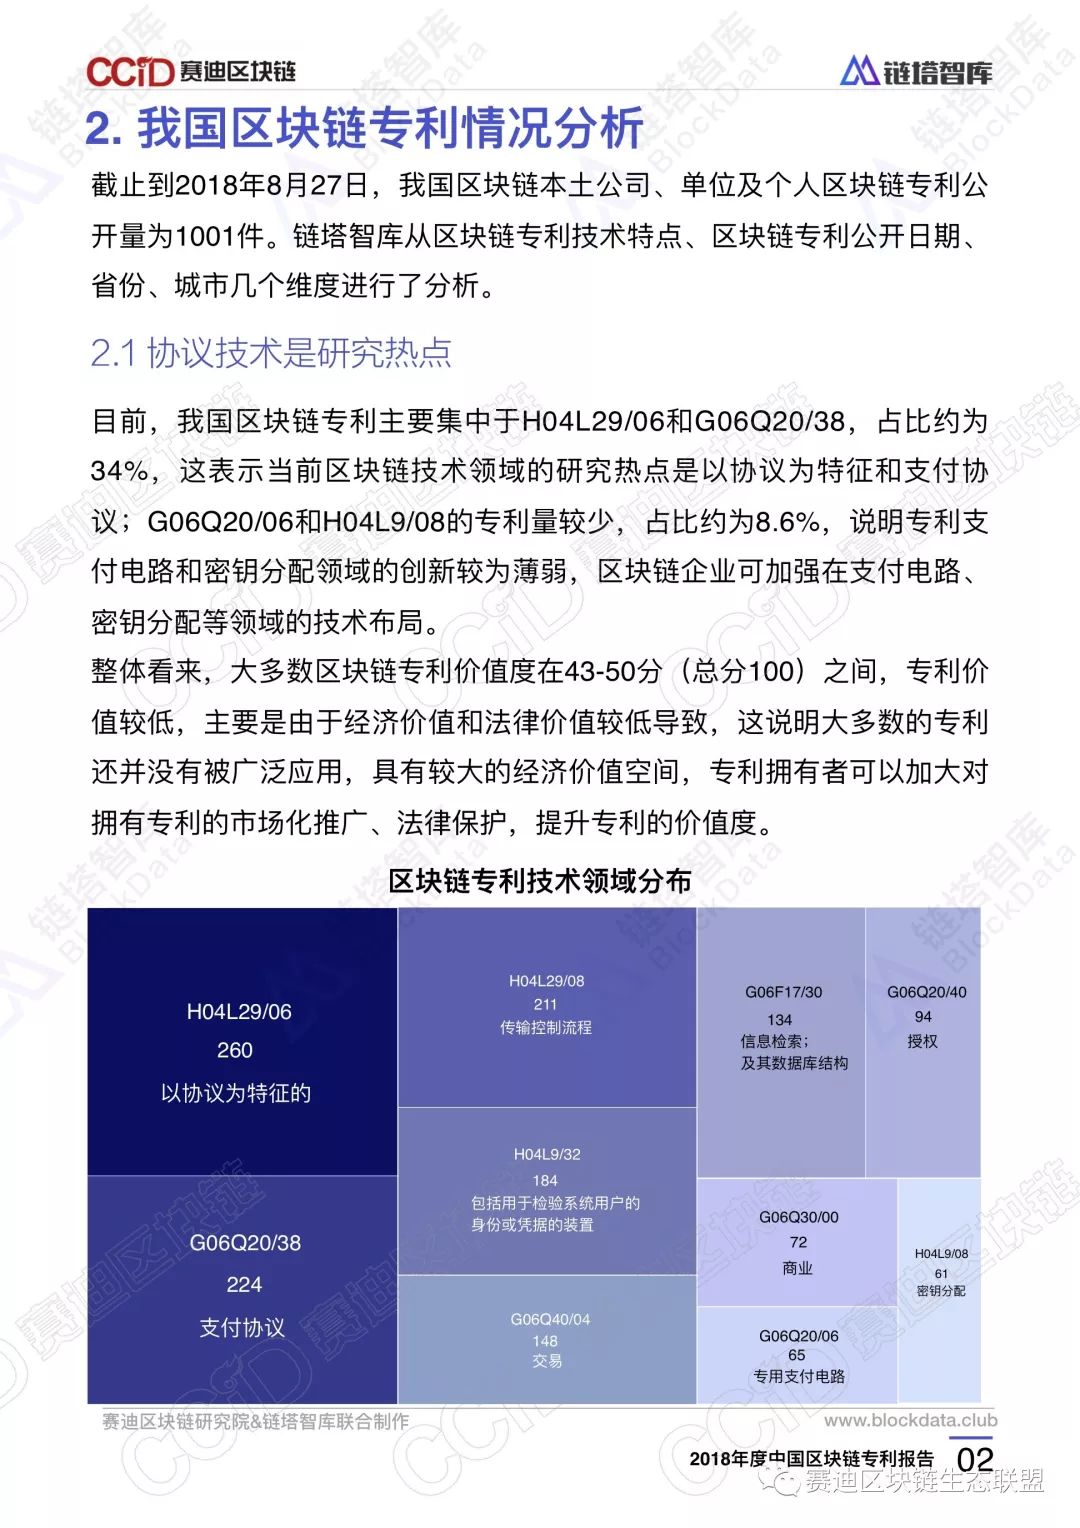 CCiD 赛迪区块链
链塔智库
2. 我国区块链专利情况分析
截止到2018年8月27日，我国区块链本土公司、单位及个人区块链专利公
开量为1001件。链塔智库从区块链专利技术特点、区块链专利公开日期、
省份、城市几个维度进行了分析。
2.1 协议技术是研究热点
目前，我国区块链专利主要集中于H04L29/06和G06Q20/38，占比约为
34%，这表示当前区块链技术领域的研究热点是以协议为特征和支付协
议；G06Q20/06和H04L9/08的专利量较少，占比约为8.6%，说明专利支
付电路和密钥分配领域的创新较为薄弱，区块链企业可加强在支付电路、
密钥分配等领域的技术布局。
整体看来，大多数区块链专利价值度在43-50分（总分100）之间，专利价
值较低，主要是由于经济价值和法律价值较低导致，这说明大多数的专利
还并没有被广泛应用，具有较大的经济价值空间，专利拥有者可以加大对
拥有专利的市场化推广、法律保护，提升专利的价值度。
区块链专利技术领域分布
H04L29/06
260
以协议为特征的
G06Q20/38
224
支付协议
H04L29/08
211
传输控制流程
H04L9/32
184
包括用于检验系统用户的
身份或凭据的装置
G06Q40/04
148
交易
G06F17/30
134
信息检索；
及其数据库结构
G06Q20/40
94
授权
G06Q30/00
72
商业
G06Q20/06
65
专用支付电路
H04L9/08
61
密钥分配
赛迪区块链研究院&链塔智库联合制作
www.blockdata.club
2018年度中国区块链专利报告 02
赛迪区块链生态联盟
链塔智库
BlockData
CCiD 赛迪区块链